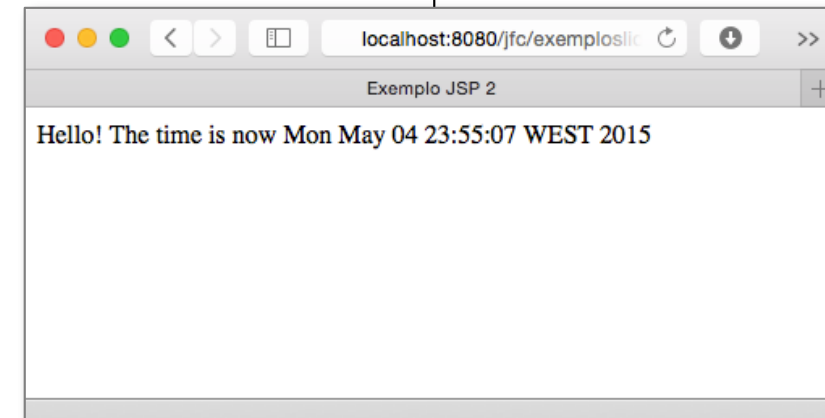 localhost:8080/jfc/exemploslic
>>
Exemplo JSP 2
+
Hello! The time is now Mon May 04 23:55:07 WEST 2015